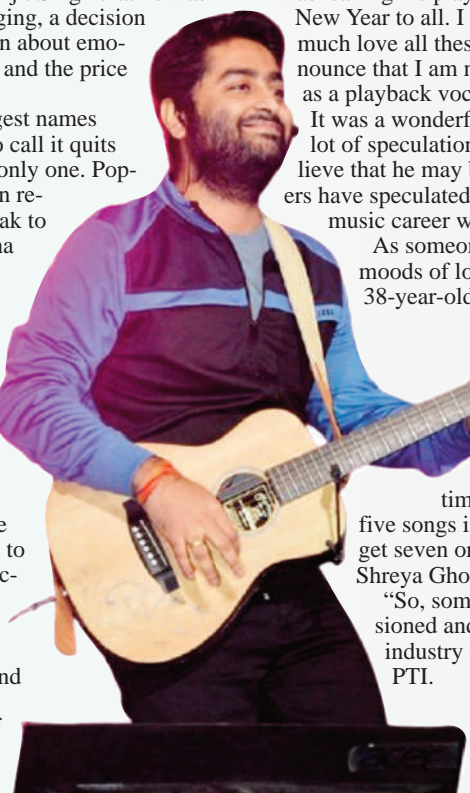 ging, a decision
n about emo-
and the price
gest names
call it quits
only one. Pop-
n re-
ak to
na
e
to
c-
nd
New Year to all. I
much love all thes
nounce that I am n
as a playback voc
It was a wonderf
lot of speculation
lieve that he may b
ers have speculated
music career w
As someon
moods of lo
38-year-old
tim
five songs i
get seven or
Shreya Gho
“So, som
sioned and
industry
PTI.
acer